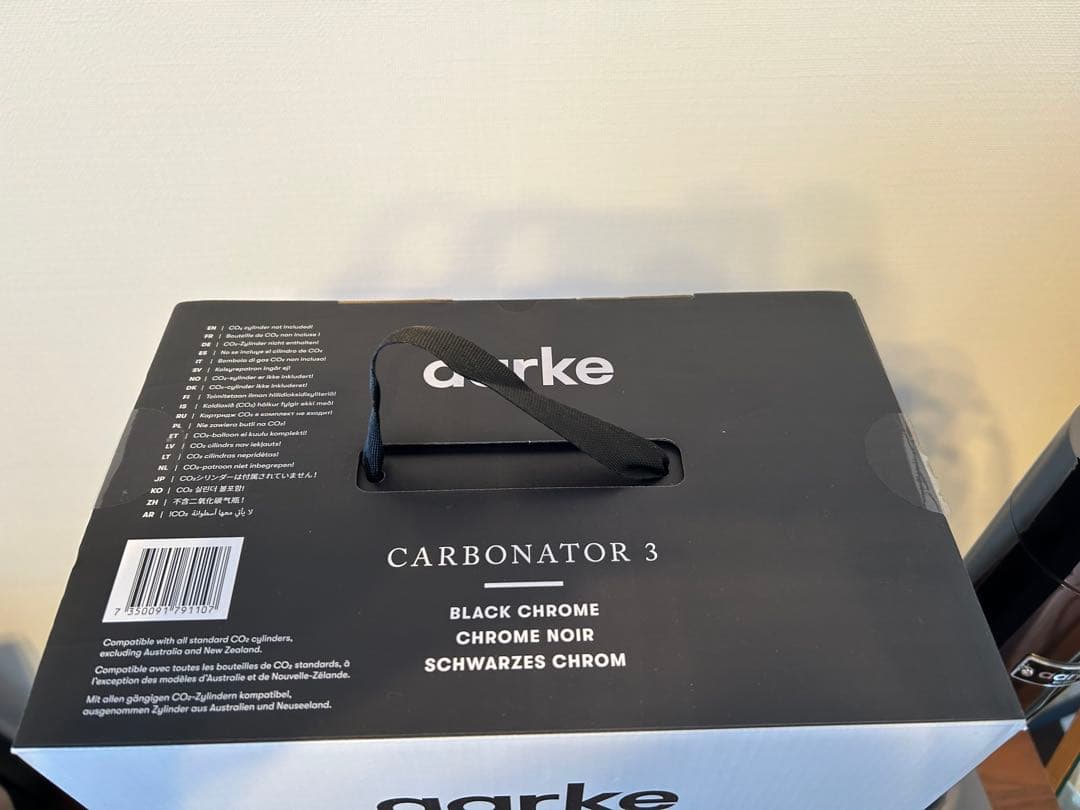 EN | CO₂ cylinder not included!
FR | Bouteille de CO₂ non incluse !
DE | CO₂-Zylinder nicht enthalten!
ES | No se incluye el cilindro de CO₂
IT | Bombola di gas CO₂ non inclusa!
SV | Kolsyrepatron ingår ej!
NO | CO₂-sylinder er ikke inkludert!
DK | CO₂-cylinder ikke inkluderet!
FI | Toimitetaan ilman hiilidioksidisylinteriä!
IS | Koldíoxíð (CO₂) hólkur fylgir ekki með!
RU | Картридж CO₂ в комплект не входит!
PL | Nie zawiera butli na CO₂!
ET | CO₂-balloon ei kuulu komplekti!
LV | CO₂ cilindrs nav iekļauts!
LT | CO₂ cilindras nepridėtas!
NL | CO₂-patroon niet inbegrepen!
JP | CO₂シリンダーは付属されていません！
KO | CO₂ 실린더 불포함!
ZH | 不含二氧化碳气瓶！
AR | لا يأتي معها أسطوانة CO₂!
aarke
7 350091 791107
CARBONATOR 3
BLACK CHROME
CHROME NOIR
SCHWARZES CHROM
Compatible with all standard CO₂ cylinders,
excluding Australia and New Zealand.
Compatible avec toutes les bouteilles de CO₂ standards, à
l'exception des modèles d'Australie et de Nouvelle-Zélande.
Mit allen gängigen CO₂-Zylindern kompatibel,
ausgenommen Zylinder aus Australien und Neuseeland.
aarke